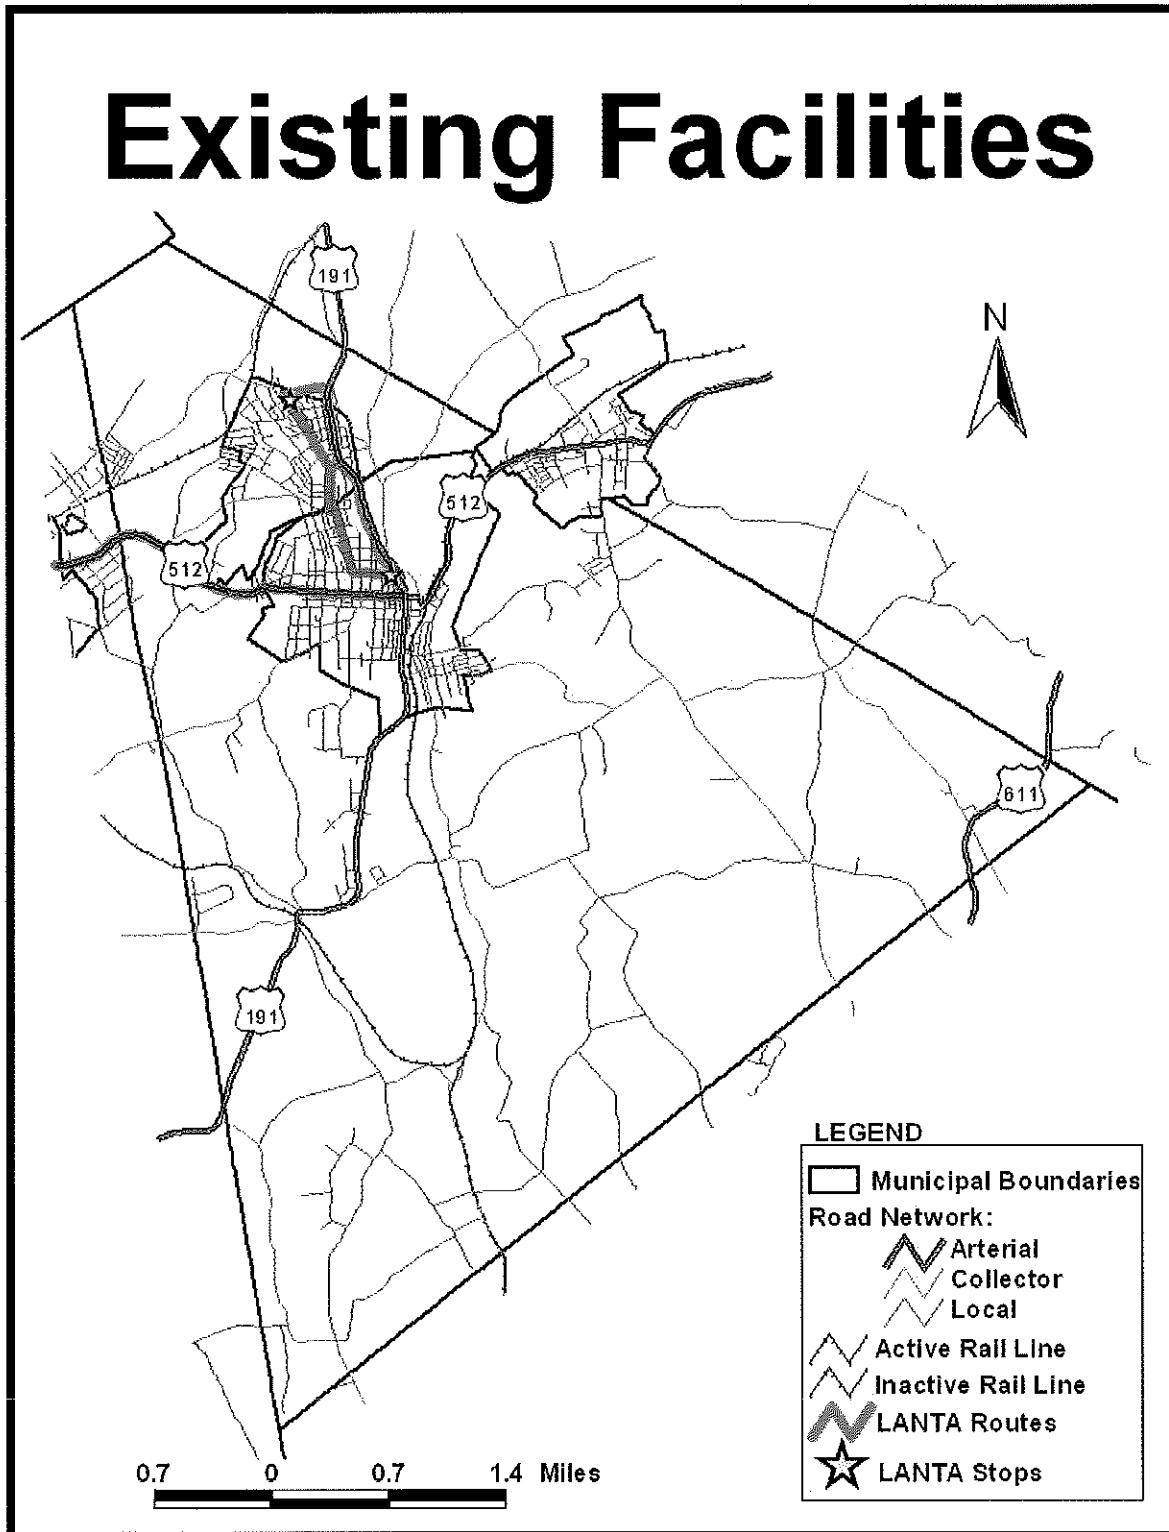 Existing Facilities
191
N
512
512
611
191
LEGEND
Municipal Boundaries
Road Network:
Arterial
Collector
Local
Active Rail Line
Inactive Rail Line
LANTA Routes
LANTA Stops
0.7 0 0.7 1.4 Miles